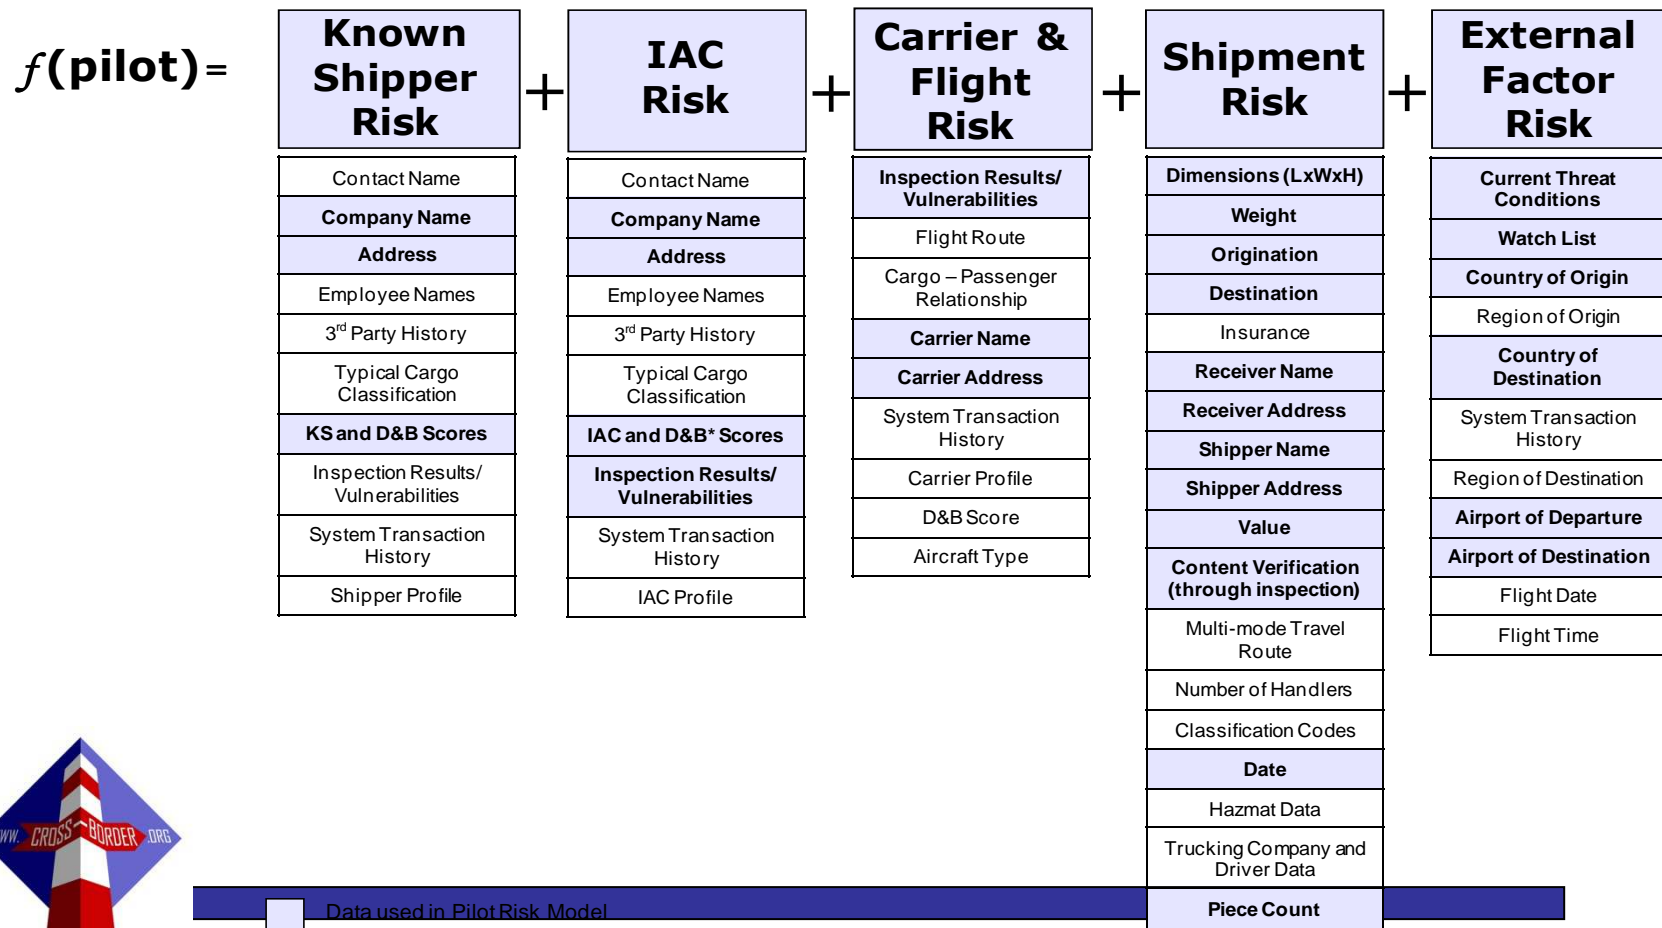 f(pilot)=
Known
Shipper
Risk
+
IAC
Risk
+
Carrier &
Flight
Risk
+
Shipment
Risk
+
External
Factor
Risk
Contact Name
Company Name
Address
Employee Names
3rd Party History
Typical Cargo
Classification
KS and D&B Scores
Inspection Results/
Vulnerabilities
System Transaction
History
Shipper Profile
Contact Name
Company Name
Address
Employee Names
3rd Party History
Typical Cargo
Classification
IAC and D&B* Scores
Inspection Results/
Vulnerabilities
System Transaction
History
IAC Profile
Inspection Results/
Vulnerabilities
Flight Route
Cargo – Passenger
Relationship
Carrier Name
Carrier Address
System Transaction
History
Carrier Profile
D&B Score
Aircraft Type
Dimensions (LxWxH)
Weight
Origination
Destination
Insurance
Receiver Name
Receiver Address
Shipper Name
Shipper Address
Value
Content Verification
(through inspection)
Multi-mode Travel
Route
Number of Handlers
Classification Codes
Date
Hazmat Data
Trucking Company and
Driver Data
Piece Count
Current Threat
Conditions
Watch List
Country of Origin
Region of Origin
Country of
Destination
System Transaction
History
Region of Destination
Airport of Departure
Airport of Destination
Flight Date
Flight Time
WW. CROSS-BORDER .ORG
Data used in Pilot Risk Model